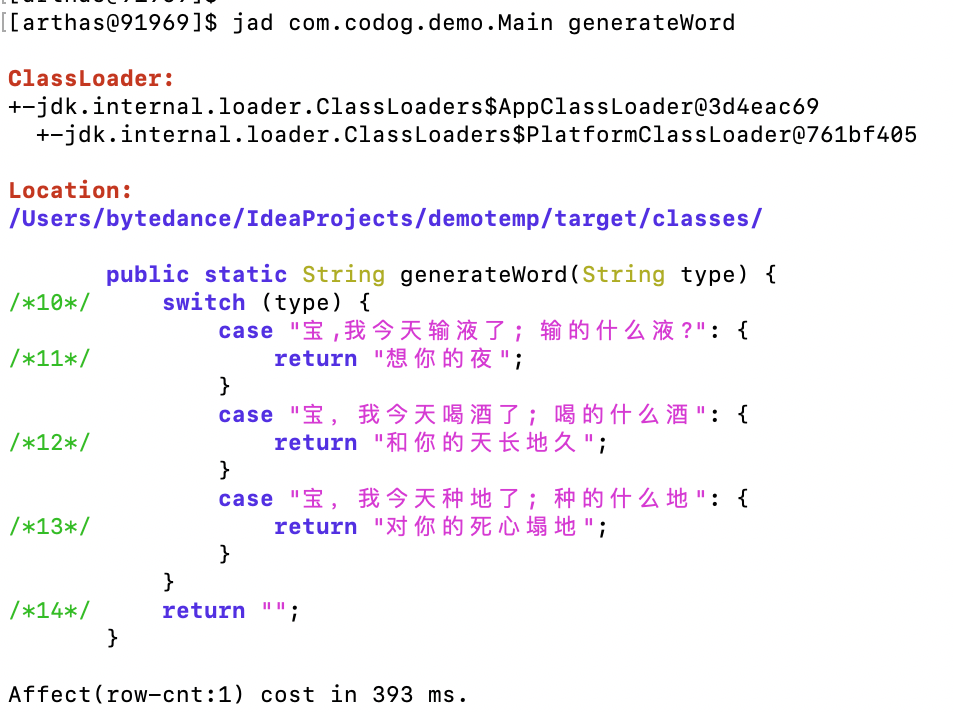 [[arthas@91969]$
[[arthas@91969]$ jad com.codog.demo.Main generateWord
ClassLoader:
+-jdk.internal.loader.ClassLoaders$AppClassLoader@3d4eac69
  +-jdk.internal.loader.ClassLoaders$PlatformClassLoader@761bf405
Location:
/Users/bytedance/IdeaProjects/demotemp/target/classes/
       public static String generateWord(String type) {
/*10*/     switch (type) {
               case "宝,我今天输液了; 输的什么液?": {
/*11*/             return "想你的夜";
               }
               case "宝, 我今天喝酒了; 喝的什么酒": {
/*12*/             return "和你的天长地久";
               }
               case "宝, 我今天种地了; 种的什么地": {
/*13*/             return "对你的死心塌地";
               }
           }
/*14*/     return "";
       }
Affect(row-cnt:1) cost in 393 ms.